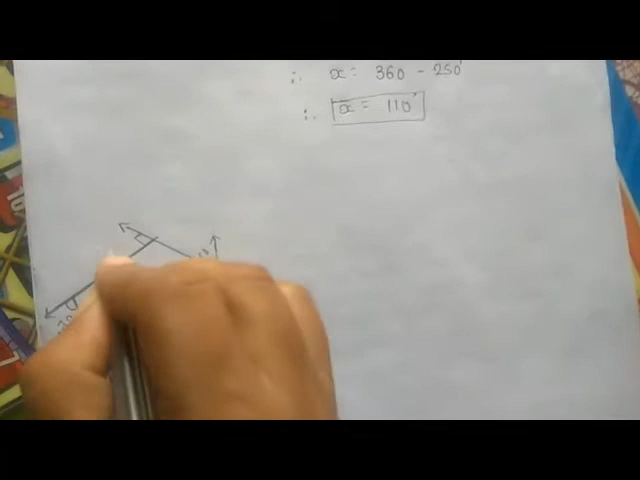 ∴ x = 360 - 250°
∴ x = 110°